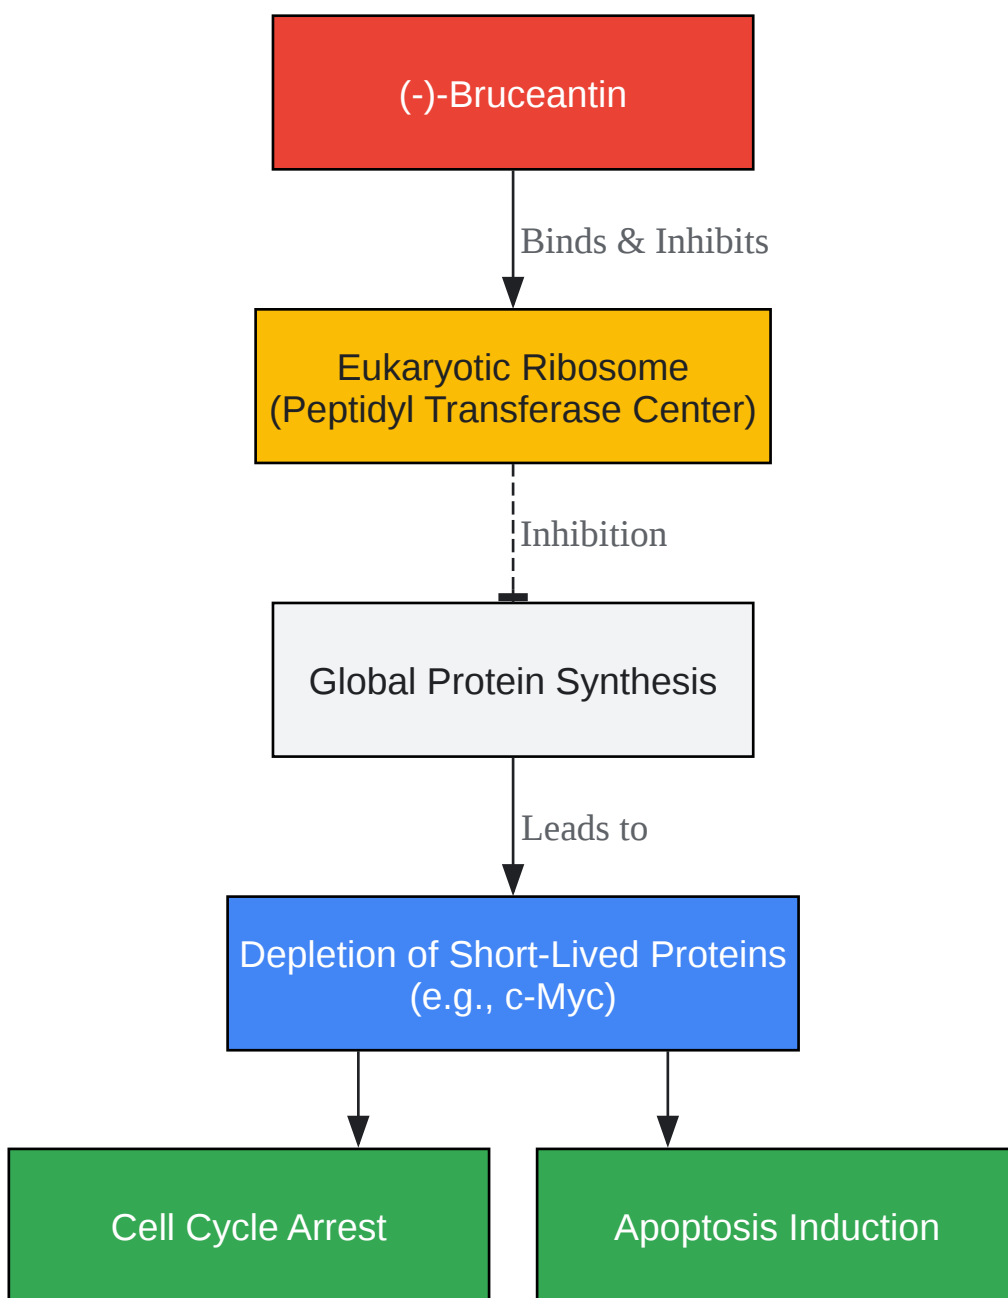 (-)-Bruceantin
Binds & Inhibits
Eukaryotic Ribosome
(Peptidyl Transferase Center)
Inhibition
Global Protein Synthesis
Leads to
Depletion of Short-Lived Proteins
(e.g., c-Myc)
Cell Cycle Arrest
Apoptosis Induction